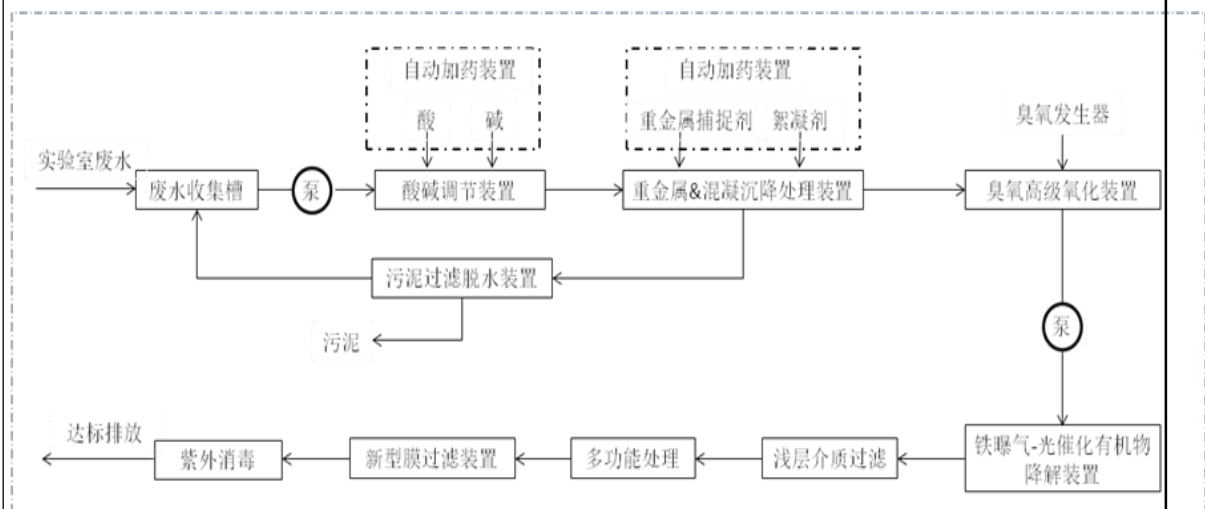 自动加药装置
自动加药装置
酸
碱
重金属捕捉剂
絮凝剂
臭氧发生器
实验室废水
废水收集槽
泵
酸碱调节装置
重金属&混凝沉降处理装置
臭氧高级氧化装置
污泥过滤脱水装置
污泥
泵
达标排放
紫外消毒
新型膜过滤装置
多功能处理
浅层介质过滤
铁曝气-光催化有机物
降解装置